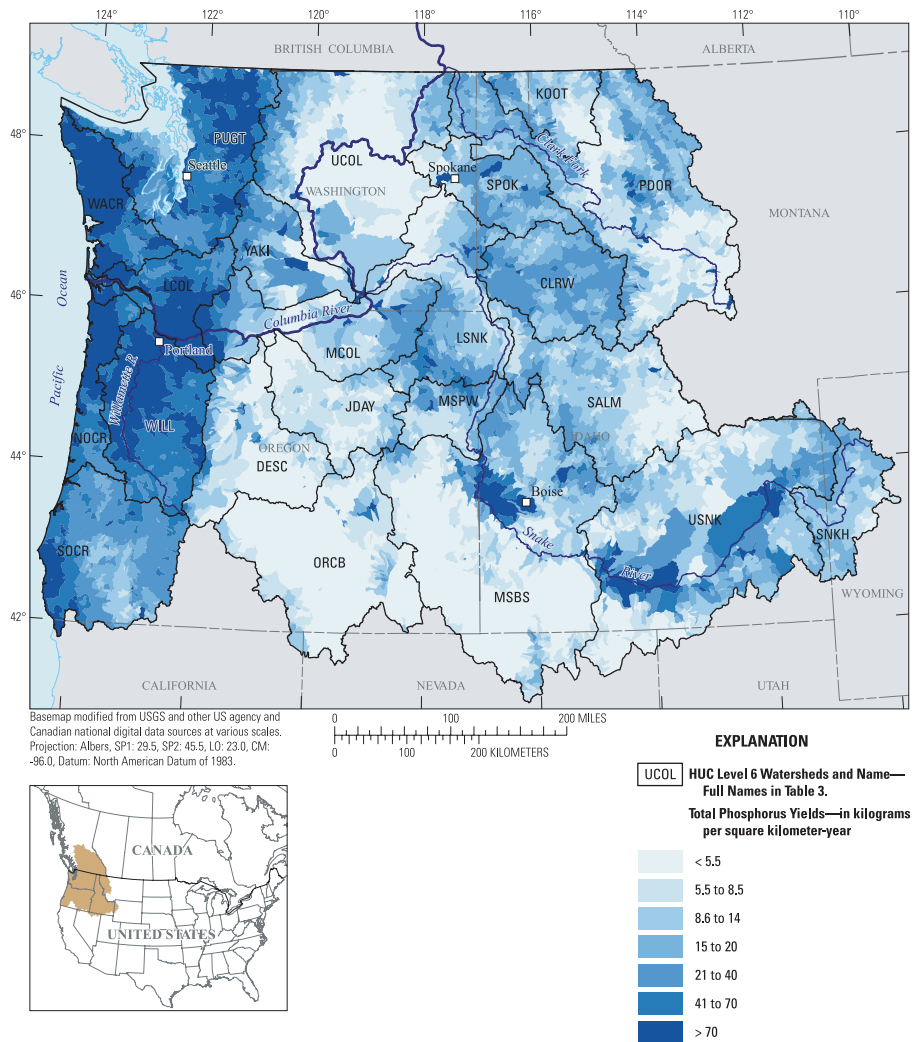 124°
122°
120°
118°
116°
114°
112°
110°
BRITISH COLUMBIA
ALBERTA
48°
46°
44°
42°
KOOT
PUGT
UCOL
Clark Fork
Seattle
Spokane
SPOK
PDOR
WASHINGTON
WACR
MONTANA
YAKI
Pacific Ocean
LCOL
CLRW
Columbia River
LSNK
Portland
MCOL
Willamette R.
MSPW
SALM
JDAY
WILL
NOCR
OREGON
IDAHO
DESC
Boise
USNK
Snake River
SNKH
SOCR
ORCB
MSBS
WYOMING
CALIFORNIA
NEVADA
UTAH
Basemap modified from USGS and other US agency and
Canadian national digital data sources at various scales.
Projection: Albers, SP1: 29.5, SP2: 45.5, LO: 23.0, CM:
-96.0, Datum: North American Datum of 1983.
0 100 200 MILES
0 100 200 KILOMETERS
EXPLANATION
UCOL HUC Level 6 Watersheds and Name—
Full Names in Table 3.
Total Phosphorus Yields—in kilograms
per square kilometer-year
< 5.5
5.5 to 8.5
8.6 to 14
15 to 20
21 to 40
41 to 70
> 70
CANADA
UNITED STATES